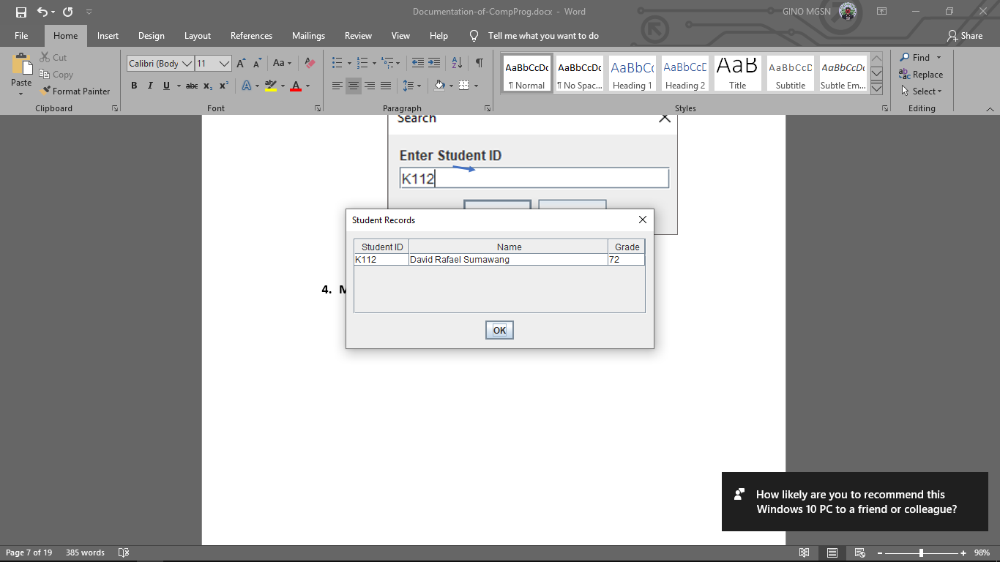 Documentation-of-CompProg.docx - Word
GINO MGSN
File Home Insert Design Layout References Mailings Review View Help Tell me what you want to do Share
Paste
Cut
Copy
Format Painter
Clipboard
Calibri (Body 11 Aa
B I U abc x₂ x² A aby A
Font
Paragraph
AaBbCcDc AaBbCcDc AaBbCc AaBbCcD AaB AaBbCcD AaBbCcDc
¶ Normal ¶ No Spac... Heading 1 Heading 2 Title Subtitle Subtle Em...
Styles
Find
Replace
Select
Editing
Search
Enter Student ID
K112
Student Records
Student ID Name Grade
K112 David Rafael Sumawang 72
OK
4. M
How likely are you to recommend this
Windows 10 PC to a friend or colleague?
Page 7 of 19 385 words 98%